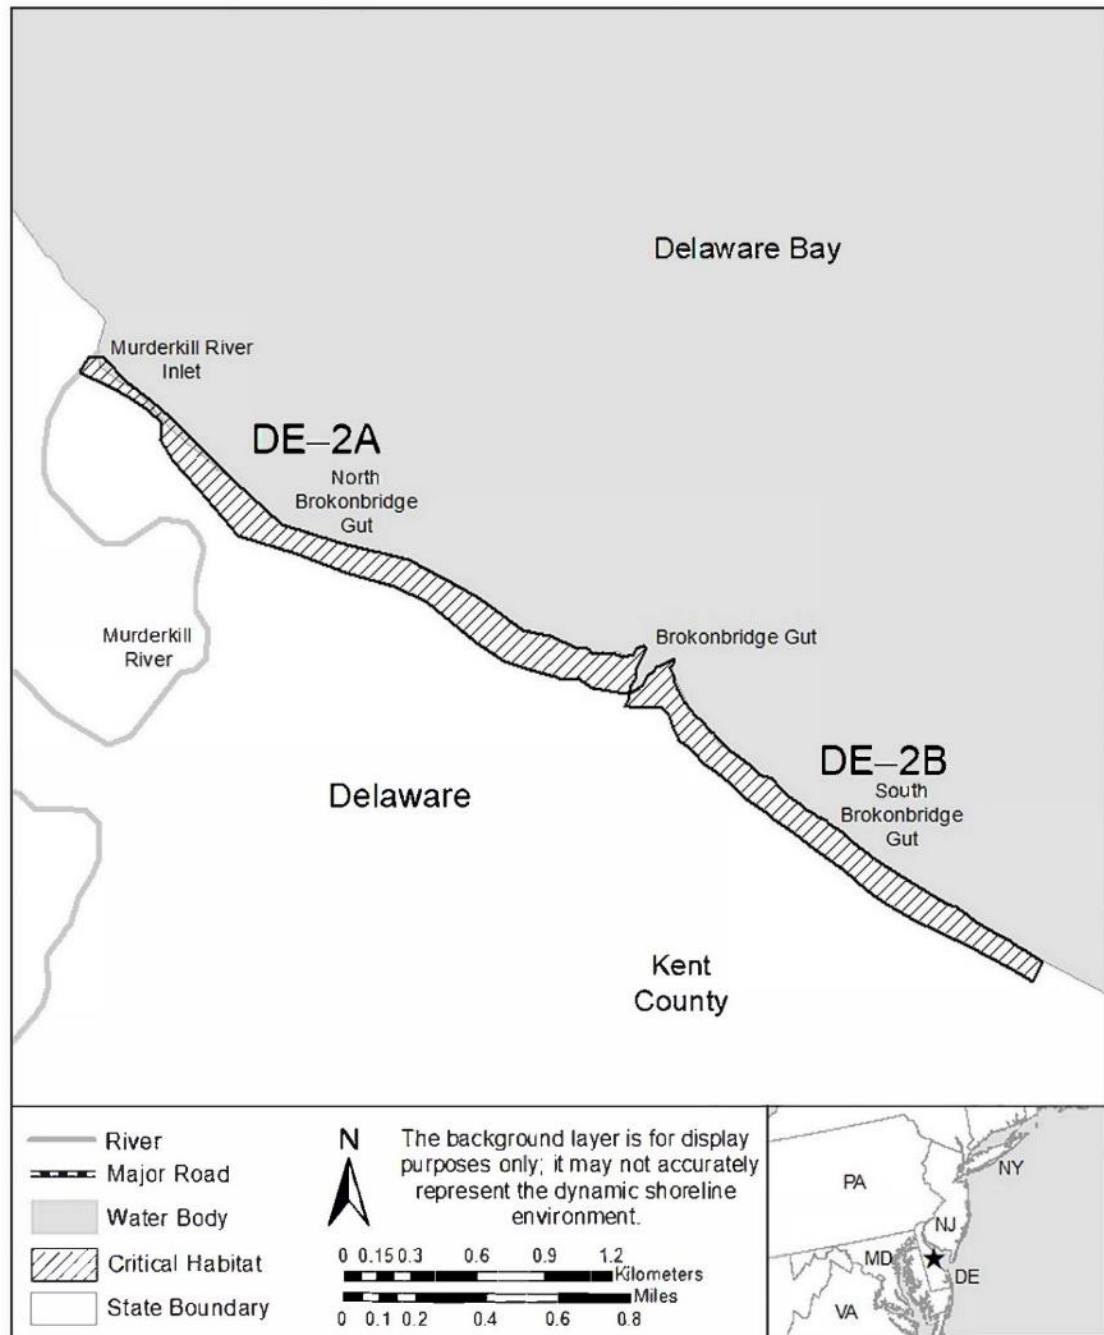 Delaware Bay
Murderkill River
Inlet
DE–2A
North
Brokonbridge
Gut
Murderkill
River
Brokonbridge Gut
DE–2B
South
Brokonbridge
Gut
Delaware
Kent
County
River
Major Road
Water Body
Critical Habitat
State Boundary
N
The background layer is for display
purposes only; it may not accurately
represent the dynamic shoreline
environment.
0 0.15 0.3 0.6 0.9 1.2
Kilometers
Miles
0 0.1 0.2 0.4 0.6 0.8
NY
PA
NJ
MD
DE
VA